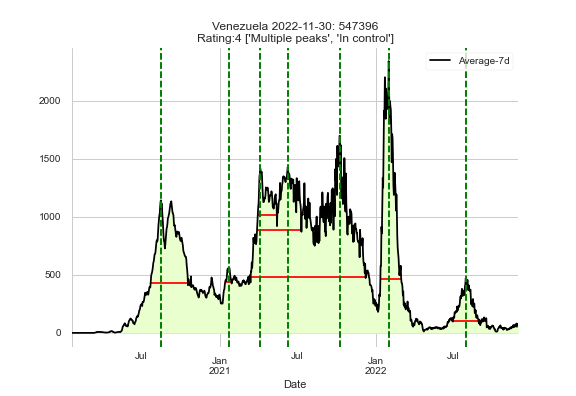 Venezuela 2022-11-30: 547396
Rating:4 ['Multiple peaks', 'In control']
Average-7d
2000
1500
1000
500
0
Jul
Jan
2021
Jul
Jan
2022
Jul
Date